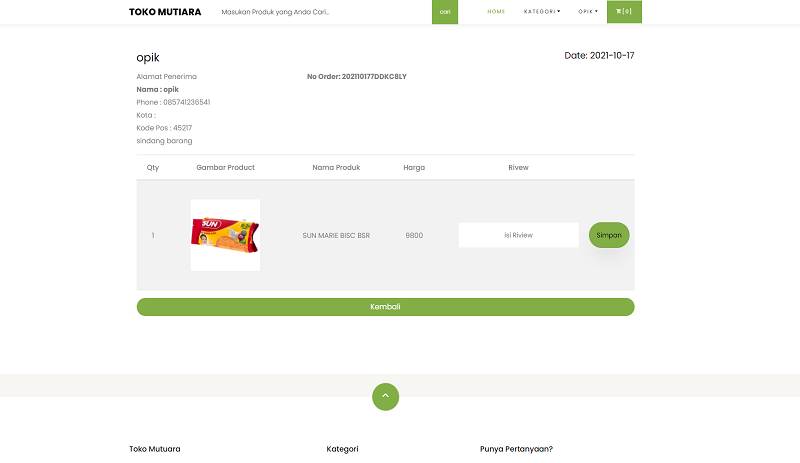 TOKO MUTIARA Masukan Produk yang Anda Cari.. cari HOME KATEGORI OPIK [0]
opik Date: 2021-10-17
Alamat Penerima No Order: 202110177DDKC8LY
Nama : opik
Phone : 085741236541
Kota :
Kode Pos : 45217
sindang barang
Qty Gambar Product Nama Produk Harga Rivew
SUN
1 SUN MARIE BISC BSR 9800 isi Riview Simpan
Kembali
Toko Mutuara Kategori Punya Pertanyaan?